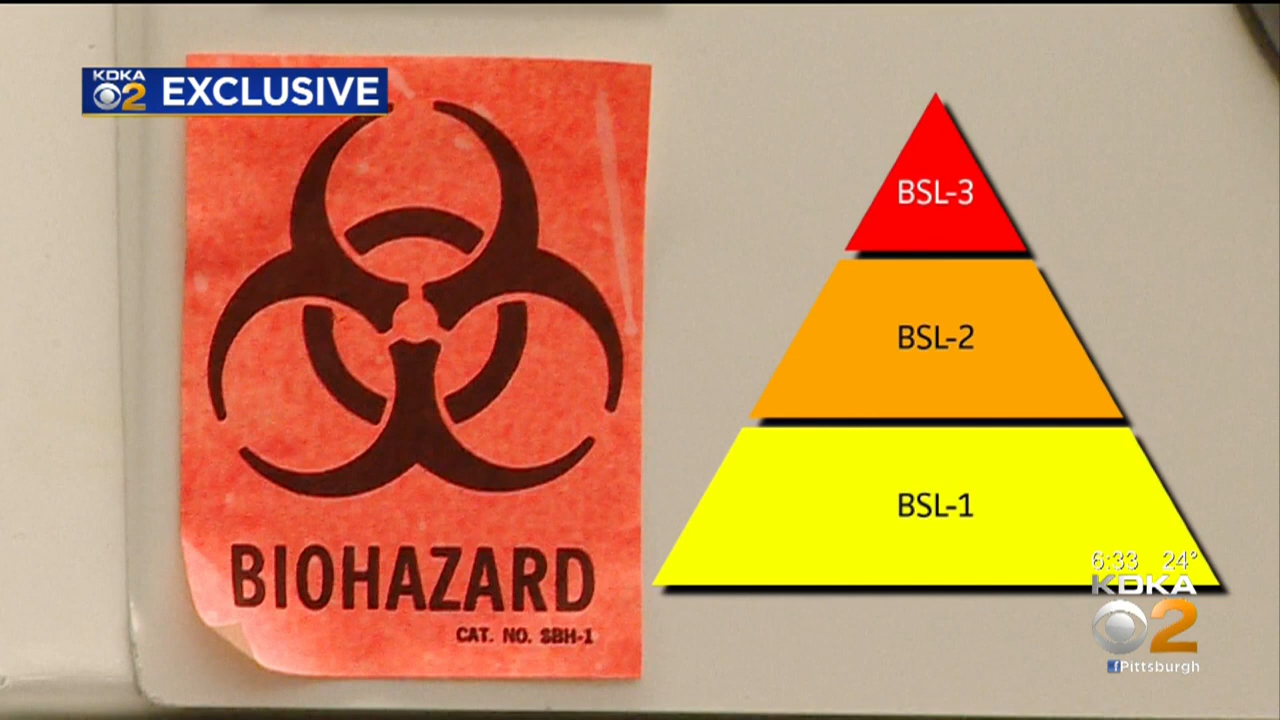 KDKA
2 EXCLUSIVE
BIOHAZARD
CAT. NO. SBH-1
BSL-3
BSL-2
BSL-1
6:33 24°
KDKA
2
fPittsburgh